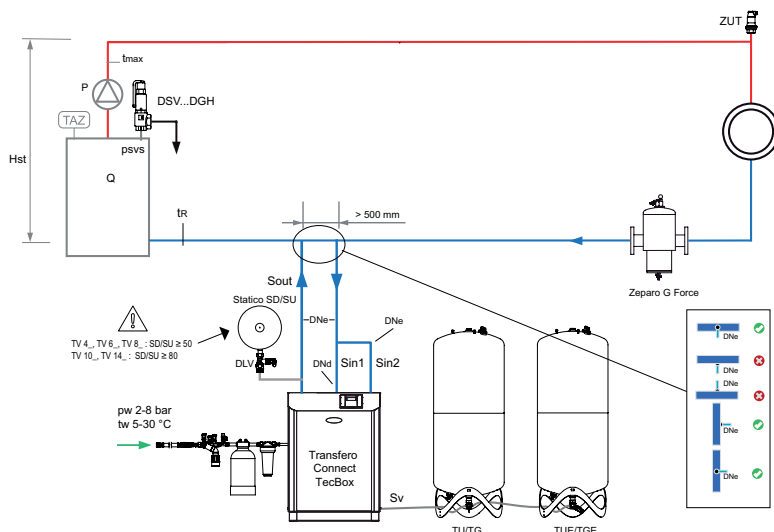 ZUT
tmax
P
DSV...DGH
TAZ
psvs
Hst
Q
> 500 mm
tR
Sout
Zeparo G Force
Statico SD/SU
TV 4_, TV 6_, TV 8_ : SD/SU ≥ 50
TV 10_, TV 14_ : SD/SU ≥ 80
DNe
DNe
DLV
DNd
Sin1
Sin2
pw 2-8 bar
tw 5-30 °C
Transfero
Connect
TecBox
Sv
TU/TG
TUE/TGE
DNe
DNe
DNe
DNe
DNe